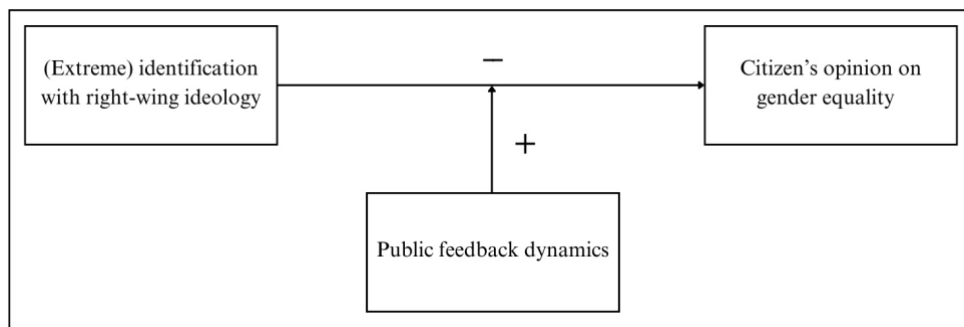 (Extreme) identification
with right-wing ideology
–
Citizen’s opinion on
gender equality
+
Public feedback dynamics